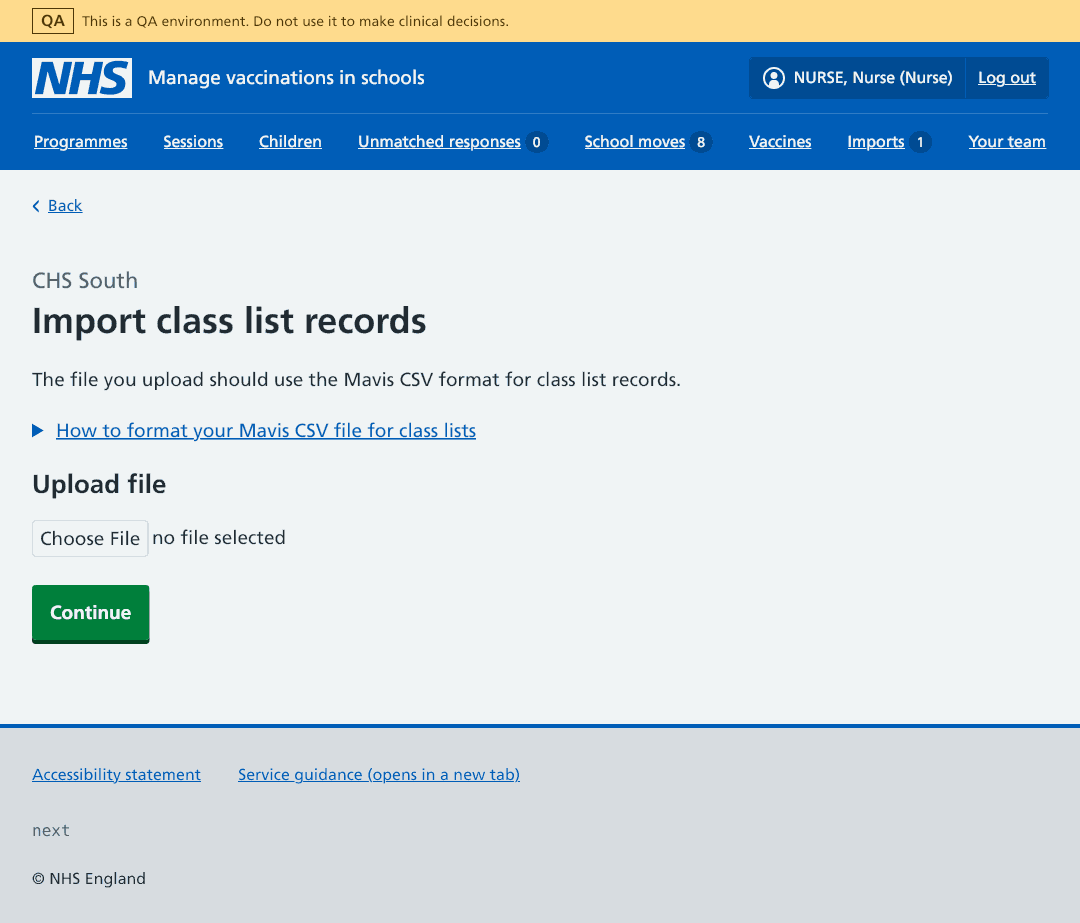 QA This is a QA environment. Do not use it to make clinical decisions.
NHS Manage vaccinations in schools NURSE, Nurse (Nurse) Log out
Programmes Sessions Children Unmatched responses 0 School moves 8 Vaccines Imports 1 Your team
Back
CHS South
Import class list records
The file you upload should use the Mavis CSV format for class list records.
How to format your Mavis CSV file for class lists
Upload file
Choose File no file selected
Continue
Accessibility statement Service guidance (opens in a new tab)
next
© NHS England